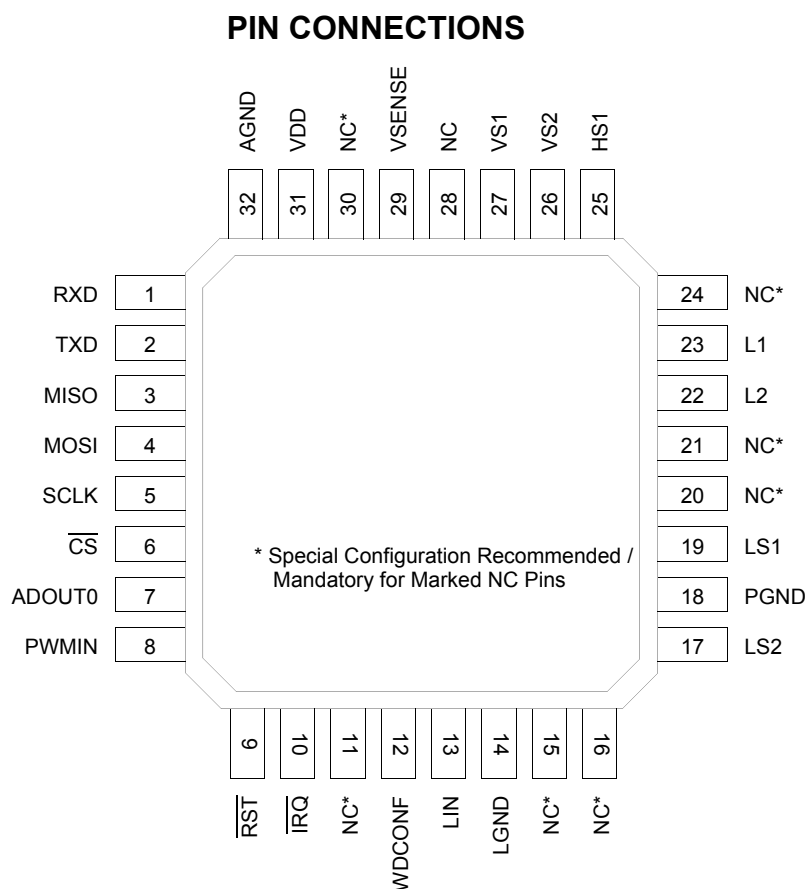 PIN CONNECTIONS
AGND
VDD
NC*
VSENSE
NC
VS1
VS2
HS1
32
31
30
29
28
27
26
25
RXD 1
TXD 2
MISO 3
MOSI 4
SCLK 5
C̅S̅ 6
ADOUT0 7
PWMIN 8
24 NC*
23 L1
22 L2
21 NC*
20 NC*
19 LS1
18 PGND
17 LS2
* Special Configuration Recommended /
Mandatory for Marked NC Pins
9
10
11
12
13
14
15
16
R̅S̅T̅
I̅R̅Q̅
NC*
WDCONF
LIN
LGND
NC*
NC*